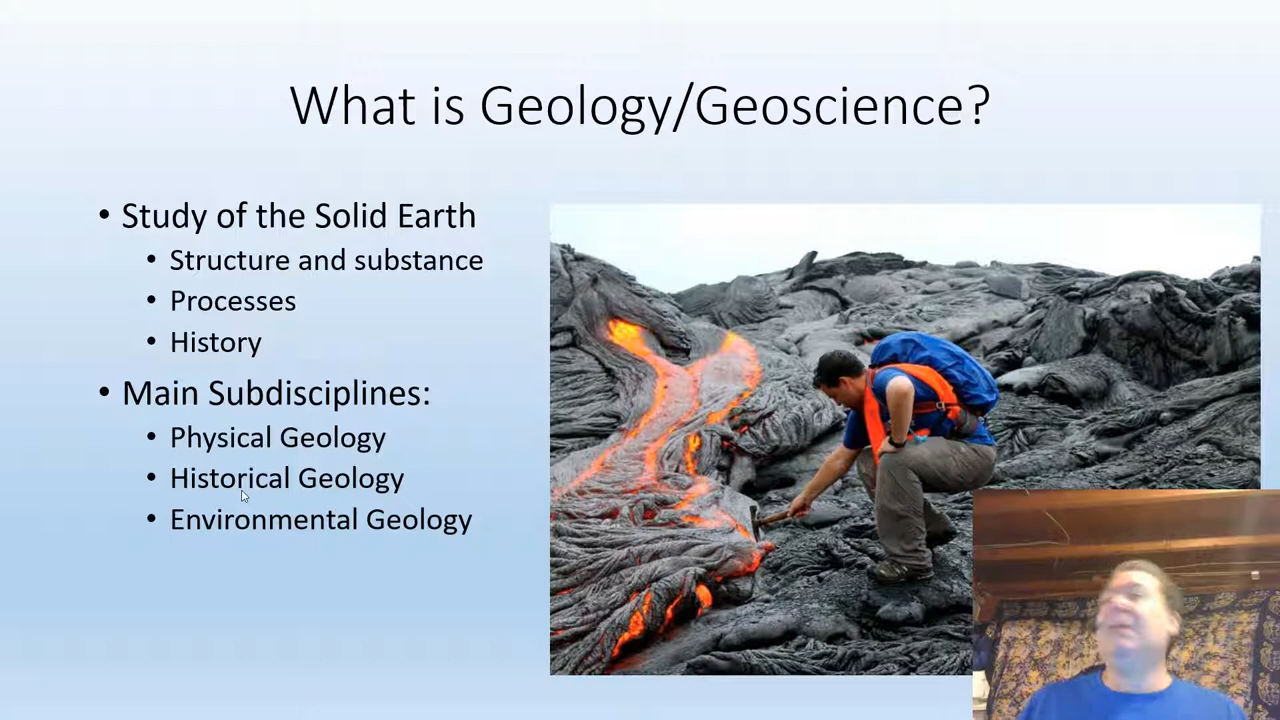 What is Geology/Geoscience?
• Study of the Solid Earth
• Structure and substance
• Processes
• History
• Main Subdisciplines:
• Physical Geology
• Historical Geology
• Environmental Geology